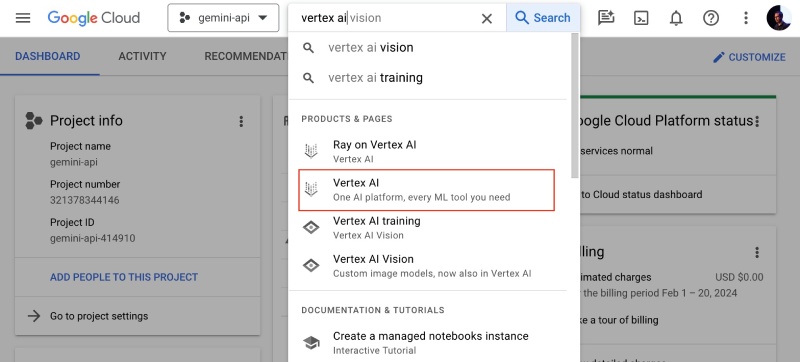 Google Cloud
gemini-api
vertex ai vision
Search
DASHBOARD
ACTIVITY
RECOMMENDAT
CUSTOMIZE
vertex ai vision
vertex ai training
PRODUCTS & PAGES
Ray on Vertex AI
Vertex AI
Vertex AI
One AI platform, every ML tool you need
Vertex AI training
Vertex AI Vision
Vertex AI Vision
Custom image models, now also in Vertex AI
DOCUMENTATION & TUTORIALS
Create a managed notebooks instance
Interactive Tutorial
Project info
Project name
gemini-api
Project number
321378344146
Project ID
gemini-api-414910
ADD PEOPLE TO THIS PROJECT
Go to project settings
oogle Cloud Platform status
services normal
to Cloud status dashboard
lling
timated charges
USD $0.00
the billing period Feb 1 – 20, 2024
ke a tour of billing